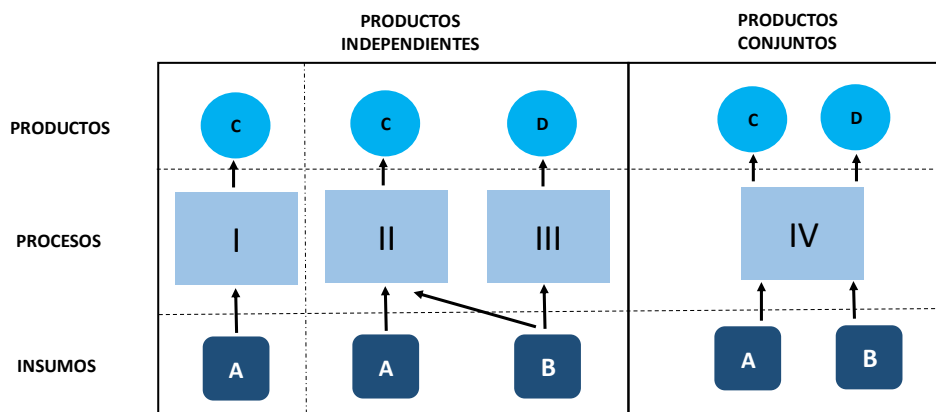 PRODUCTOS
INDEPENDIENTES
PRODUCTOS
CONJUNTOS
PRODUCTOS
C
C
D
C
D
PROCESOS
I
II
III
IV
INSUMOS
A
A
B
A
B